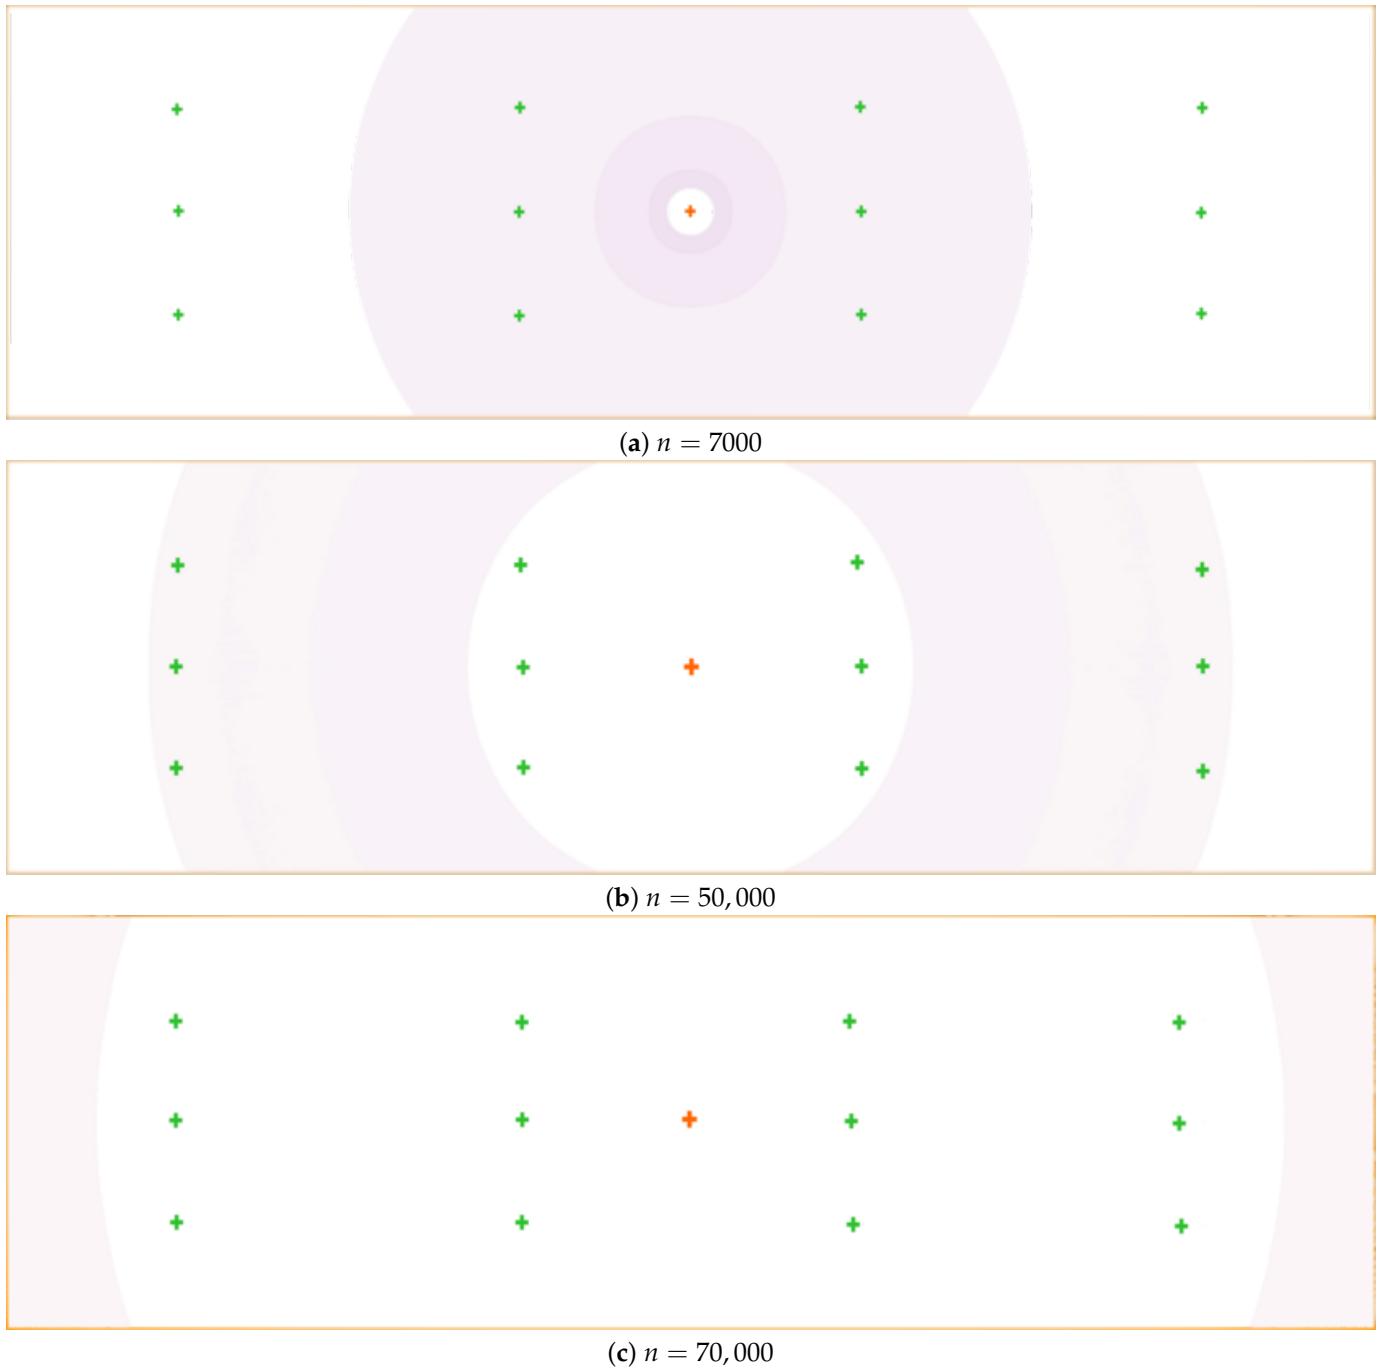 (a) n = 7000
(b) n = 50,000
(c) n = 70,000